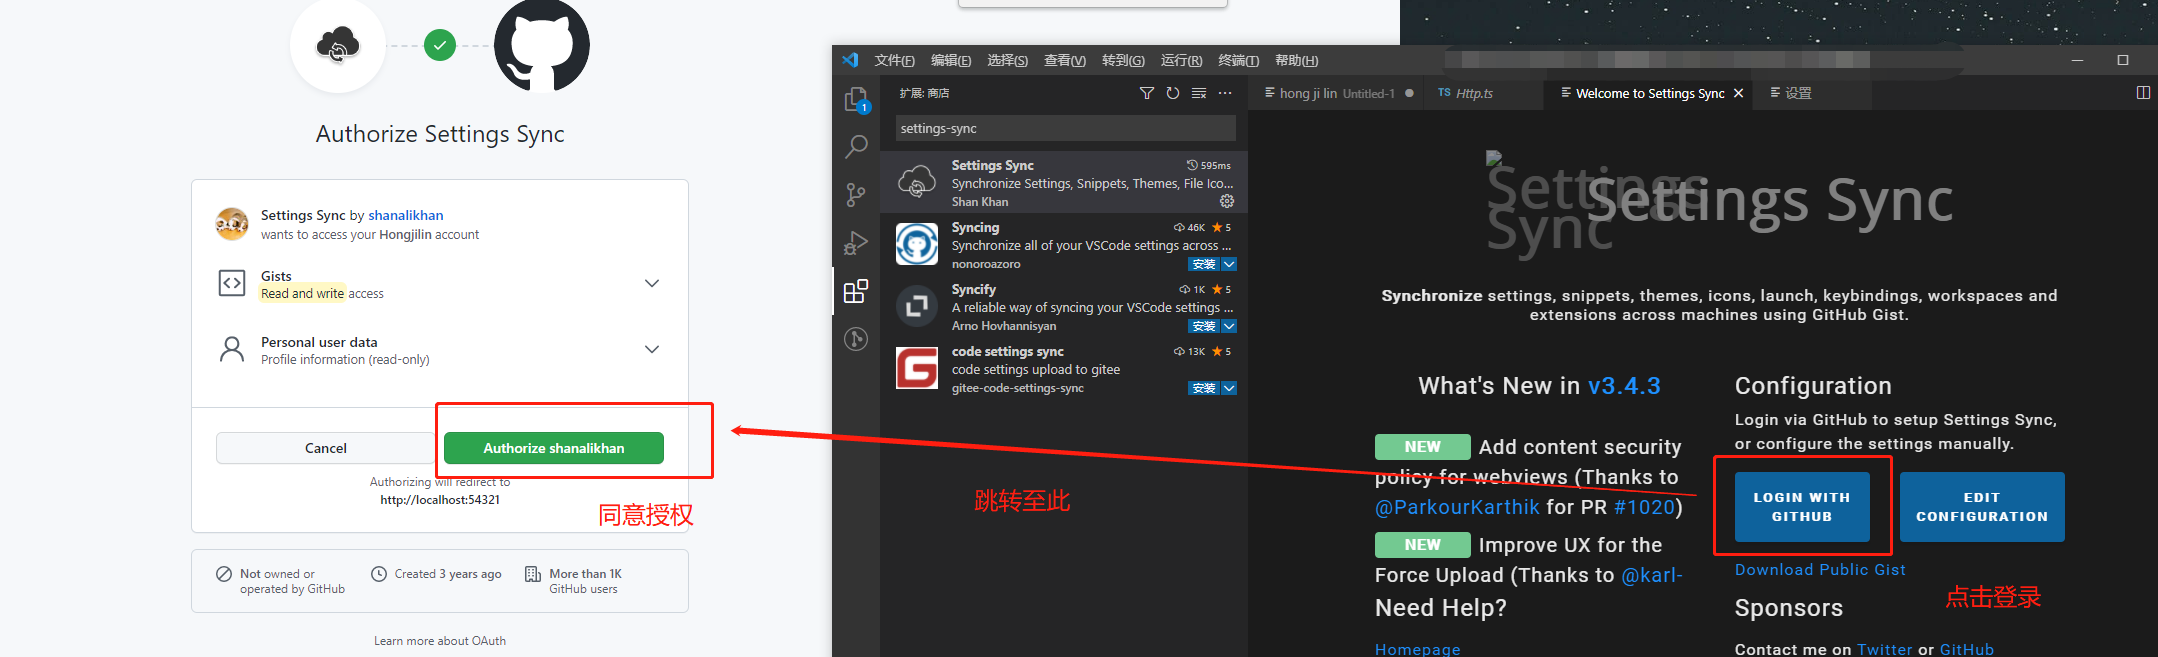 Authorize Settings Sync
Settings Sync by shanalikhan
wants to access your Hongjilin account
Gists
Read and write access
Personal user data
Profile information (read-only)
Cancel
Authorize shanalikhan
Authorizing will redirect to
http://localhost:54321
同意授权
Not owned or
operated by GitHub
Created 3 years ago
More than 1K
GitHub users
Learn more about OAuth
文件(F) 编辑(E) 选择(S) 查看(V) 转到(G) 运行(R) 终端(T) 帮助(H)
1
扩展: 商店
settings-sync
Settings Sync 595ms
Synchronize Settings, Snippets, Themes, File Ico...
Shan Khan
Syncing 46K ★ 5
Synchronize all of your VSCode settings across ...
nonoroazoro 安装
Syncify 1K ★ 5
A reliable way of syncing your VSCode settings ...
Arno Hovhannisyan 安装
code settings sync 13K ★ 5
code settings upload to gitee
gitee-code-settings-sync 安装
跳转至此
hong ji lin Untitled-1
TS Http.ts
Welcome to Settings Sync
设置
Settings
Sync
Settings Sync
Synchronize settings, snippets, themes, icons, launch, keybindings, workspaces and
extensions across machines using GitHub Gist.
What's New in v3.4.3
NEW Add content security
policy for webviews (Thanks to
@ParkourKarthik for PR #1020)
NEW Improve UX for the
Force Upload (Thanks to @karl-
Need Help?
Homepage
Configuration
Login via GitHub to setup Settings Sync,
or configure the settings manually.
LOGIN WITH
GITHUB
EDIT
CONFIGURATION
Download Public Gist
点击登录
Sponsors
Contact me on Twitter or GitHub